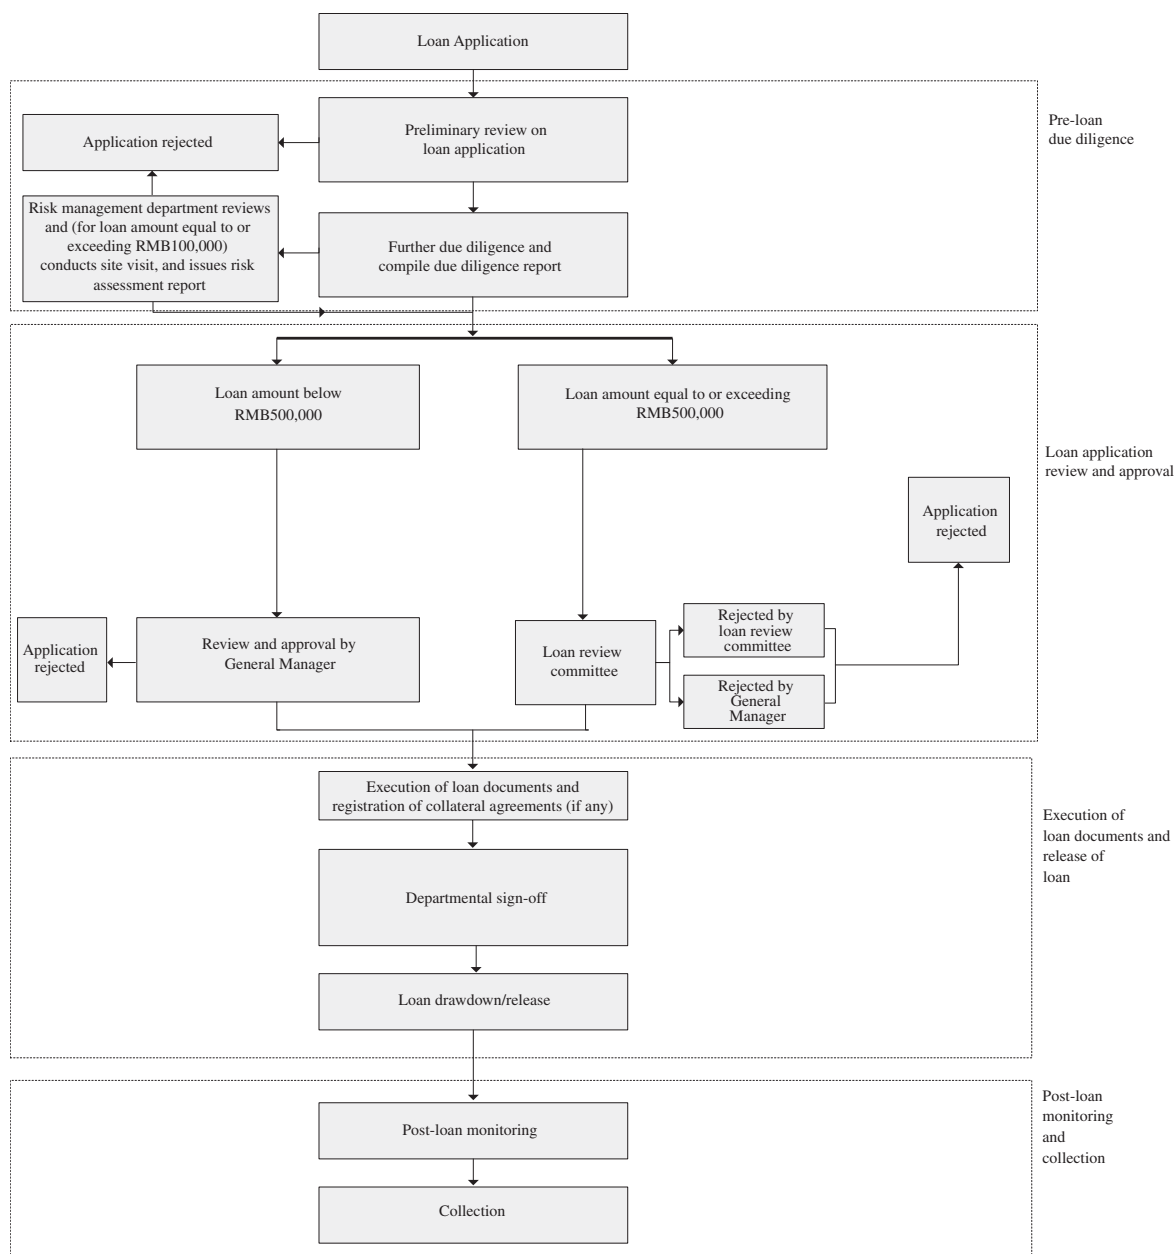 Loan Application
Pre-loan
due diligence
Preliminary review on
loan application
Application rejected
Risk management department reviews
and (for loan amount equal to or
exceeding RMB100,000)
conducts site visit, and issues risk
assessment report
Further due diligence and
compile due diligence report
Loan amount below
RMB500,000
Loan amount equal to or exceeding
RMB500,000
Loan application
review and approval
Application
rejected
Application
rejected
Review and approval by
General Manager
Loan review
committee
Rejected by
loan review
committee
Rejected by
General
Manager
Execution of loan documents and
registration of collateral agreements (if any)
Execution of
loan documents and
release of
loan
Departmental sign-off
Loan drawdown/release
Post-loan
monitoring
and
collection
Post-loan monitoring
Collection